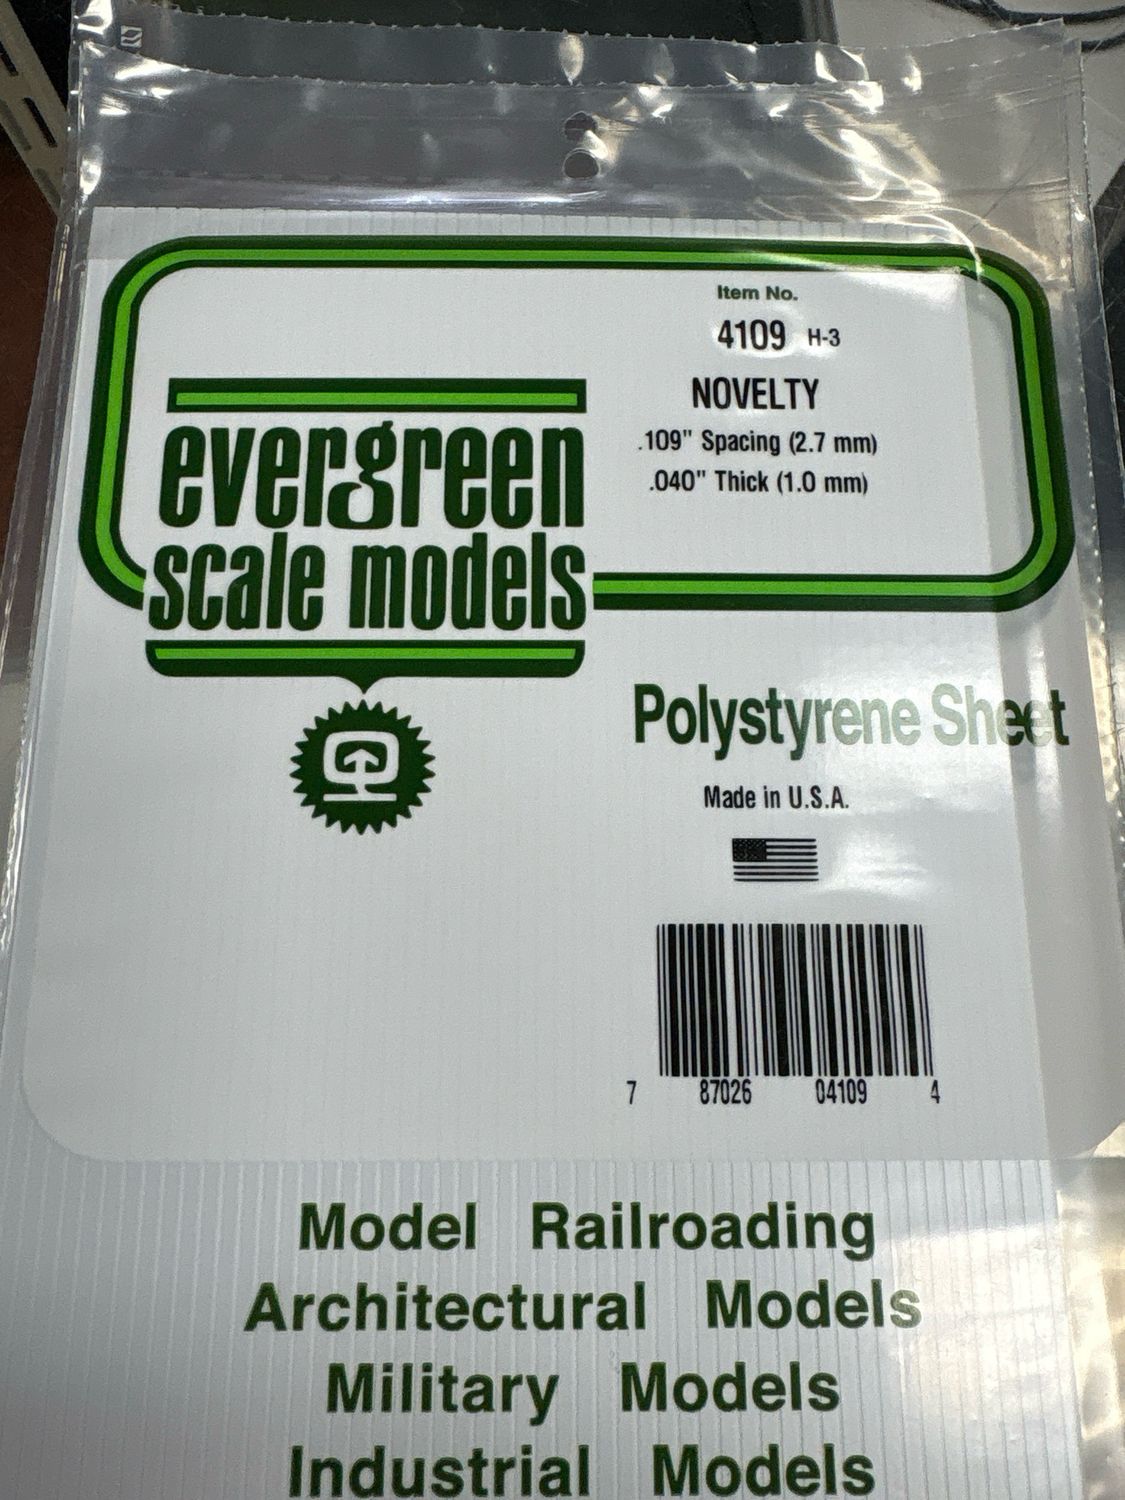 Item No.
4109 H-3
NOVELTY
.109" Spacing (2.7 mm)
.040" Thick (1.0 mm)
evergreen
scale models
Polystyrene Sheet
Made in U.S.A.
7 87026 04109 4
Model Railroading
Architectural Models
Military Models
Industrial Models